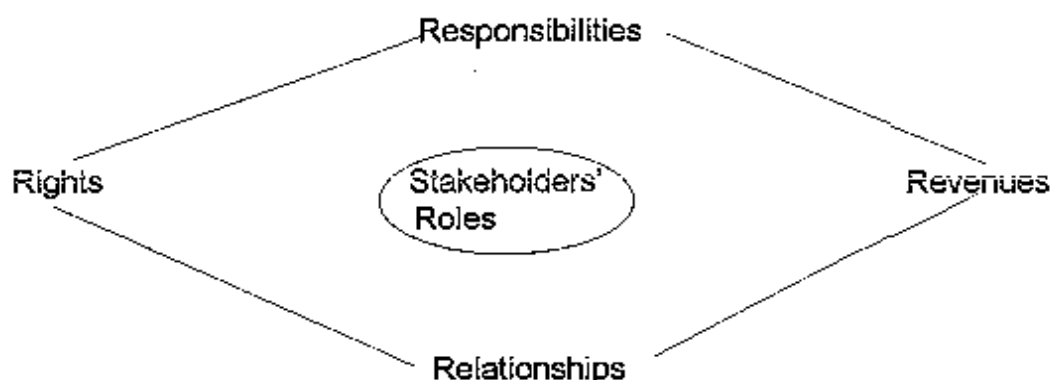 Responsibilities
Rights
Stakeholders'
Roles
Revenues
Relationships